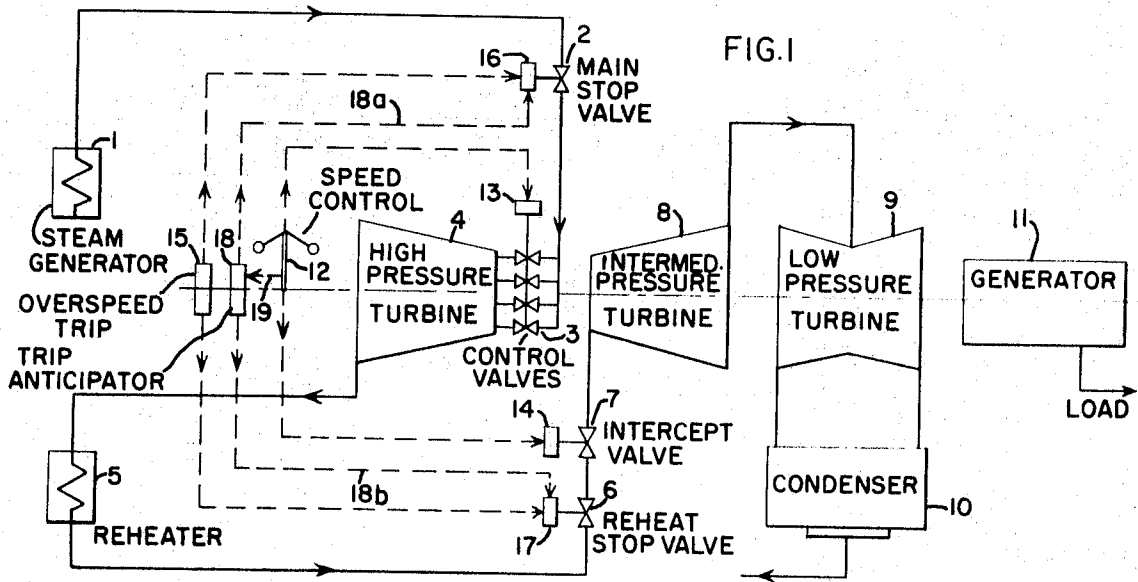 FIG.1
2
16
MAIN
STOP
VALVE
18a
1
SPEED
CONTROL
13
4
8
9
11
STEAM
GENERATOR
15
18
12
19
HIGH
PRESSURE
TURBINE
INTERMED.
PRESSURE
TURBINE
LOW
PRESSURE
TURBINE
GENERATOR
OVERSPEED
TRIP
TRIP
ANTICIPATOR
3
CONTROL
VALVES
LOAD
14
7
INTERCEPT
VALVE
5
18b
6
17
REHEAT
STOP VALVE
REHEATER
CONDENSER
10